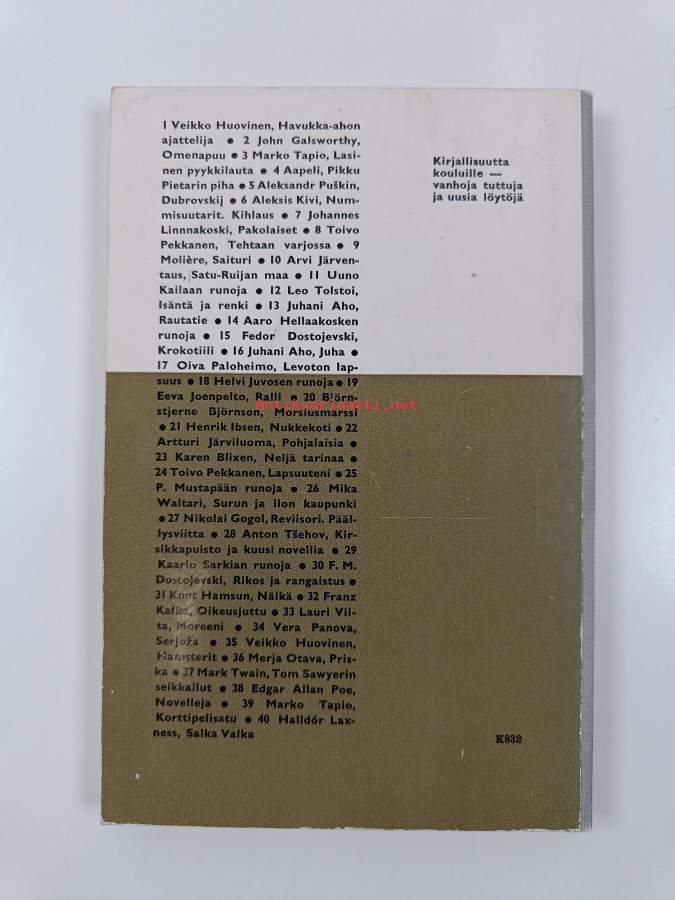 1 Veikko Huovinen, Havukka-ahon
ajattelija ● 2 John Galsworthy,
Omenapuu ● 3 Marko Tapio, Lasi-
nen pyykkilauta ● 4 Aapeli, Pikku
Pietarin piha ● 5 Aleksandr Puškin,
Dubrovskij ● 6 Aleksis Kivi, Num-
misuutarit. Kihlaus ● 7 Johannes
Linnnakoski, Pakolaiset ● 8 Toivo
Pekkanen, Tehtaan varjossa ● 9
Molière, Saituri ● 10 Arvi Järven-
taus, Satu-Ruijan maa ● 11 Uuno
Kailaan runoja ● 12 Leo Tolstoi,
Isäntä ja renki ● 13 Juhani Aho,
Rautatie ● 14 Aaro Hellaakosken
runoja ● 15 Fedor Dostojevski,
Krokotiili ● 16 Juhani Aho, Juha ●
17 Oiva Paloheimo, Levoton lap-
suus ● 18 Helvi Juvosen runoja ● 19
Eeva Joenpelto, Ralli ● 20 Björn-
stjerne Björnson, Morsiusmarssi
● 21 Henrik Ibsen, Nukkekoti ● 22
Artturi Järviluoma, Pohjalaisia ●
23 Karen Blixen, Neljä tarinaa ●
24 Toivo Pekkanen, Lapsuuteni ● 25
P. Mustapään runoja ● 26 Mika
Waltari, Surun ja ilon kaupunki
● 27 Nikolai Gogol, Reviisori. Pääl-
lysviitta ● 28 Anton Tšehov, Kir-
sikkapuisto ja kuusi novellia ● 29
Kaarlo Sarkian runoja ● 30 F. M.
Dostojevski, Rikos ja rangaistus ●
31 Knut Hamsun, Nälkä ● 32 Franz
Kafka, Oikeusjuttu ● 33 Lauri Vii-
ta, Moreeni ● 34 Vera Panova,
Serjoža ● 35 Veikko Huovinen,
Hamsterit ● 36 Merja Otava, Pris-
ka ● 37 Mark Twain, Tom Sawyerin
seikkailut ● 38 Edgar Allan Poe,
Novelleja ● 39 Marko Tapio,
Korttipelisatu ● 40 Halldór Lax-
ness, Salka Valka
Kirjallisuutta
kouluille —
vanhoja tuttuja
ja uusia löytöjä
Antikvariaatti.net
K832